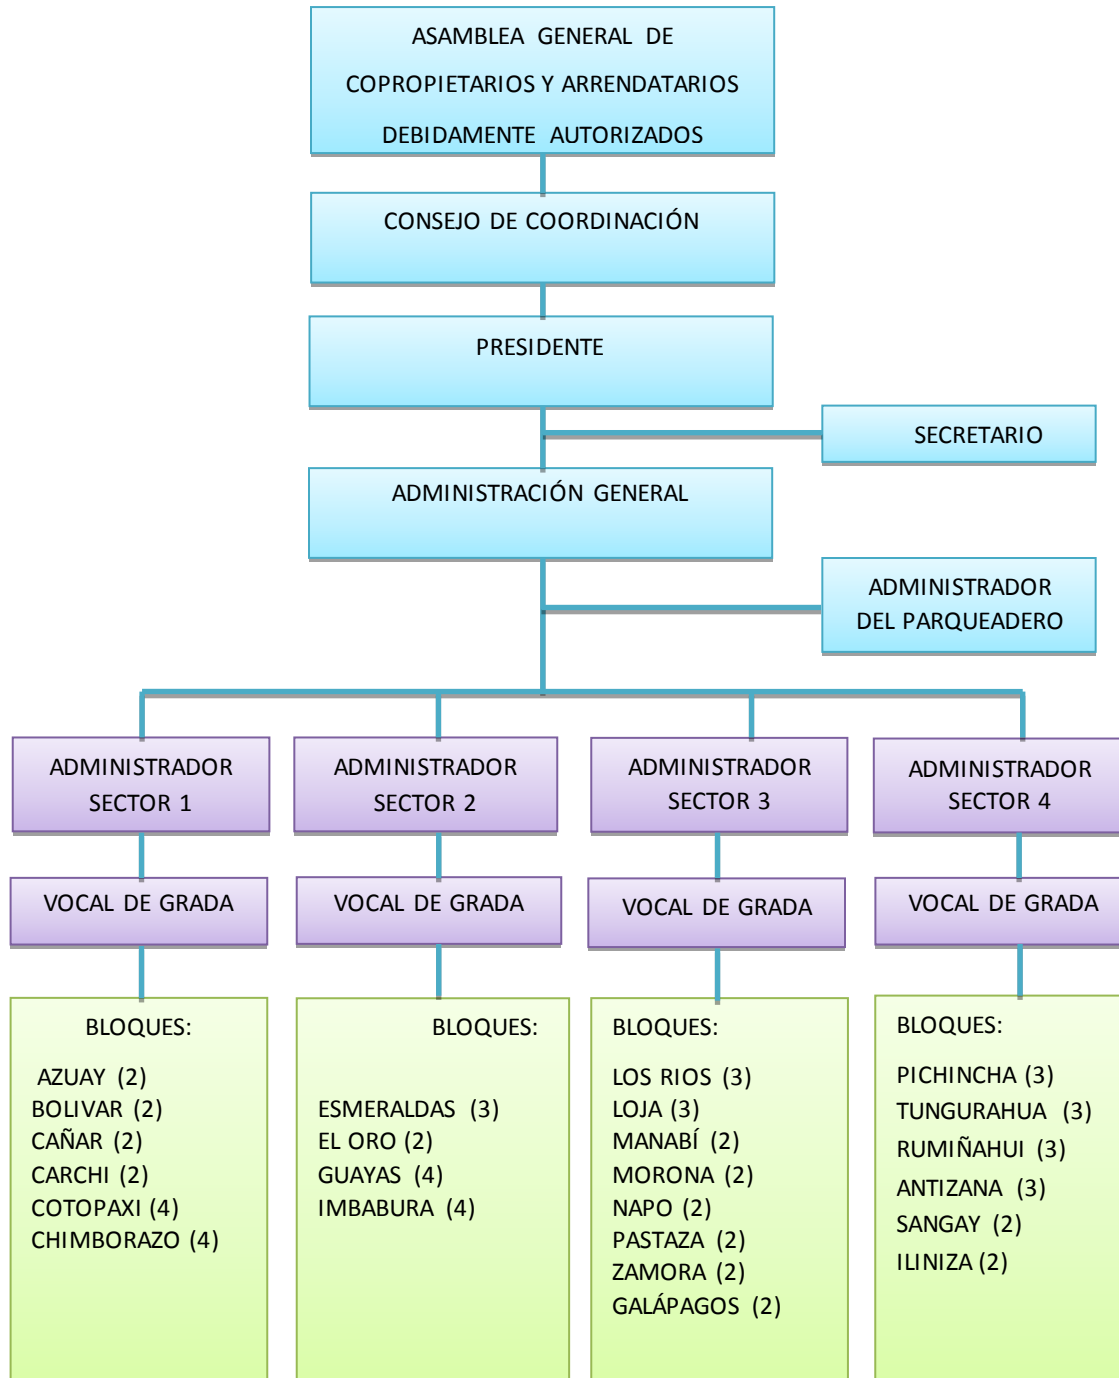 ASAMBLEA GENERAL DE
COPROPIETARIOS Y ARRENDATARIOS
DEBIDAMENTE AUTORIZADOS
CONSEJO DE COORDINACIÓN
PRESIDENTE
SECRETARIO
ADMINISTRACIÓN GENERAL
ADMINISTRADOR
DEL PARQUEADERO
ADMINISTRADOR
SECTOR 1
ADMINISTRADOR
SECTOR 2
ADMINISTRADOR
SECTOR 3
ADMINISTRADOR
SECTOR 4
VOCAL DE GRADA
VOCAL DE GRADA
VOCAL DE GRADA
VOCAL DE GRADA
BLOQUES:
AZUAY (2)
BOLIVAR (2)
CAÑAR (2)
CARCHI (2)
COTOPAXI (4)
CHIMBORAZO (4)
BLOQUES:
ESMERALDAS (3)
EL ORO (2)
GUAYAS (4)
IMBABURA (4)
BLOQUES:
LOS RIOS (3)
LOJA (3)
MANABÍ (2)
MORONA (2)
NAPO (2)
PASTAZA (2)
ZAMORA (2)
GALÁPAGOS (2)
BLOQUES:
PICHINCHA (3)
TUNGURAHUA (3)
RUMIÑAHUI (3)
ANTIZANA (3)
SANGAY (2)
ILINIZA (2)